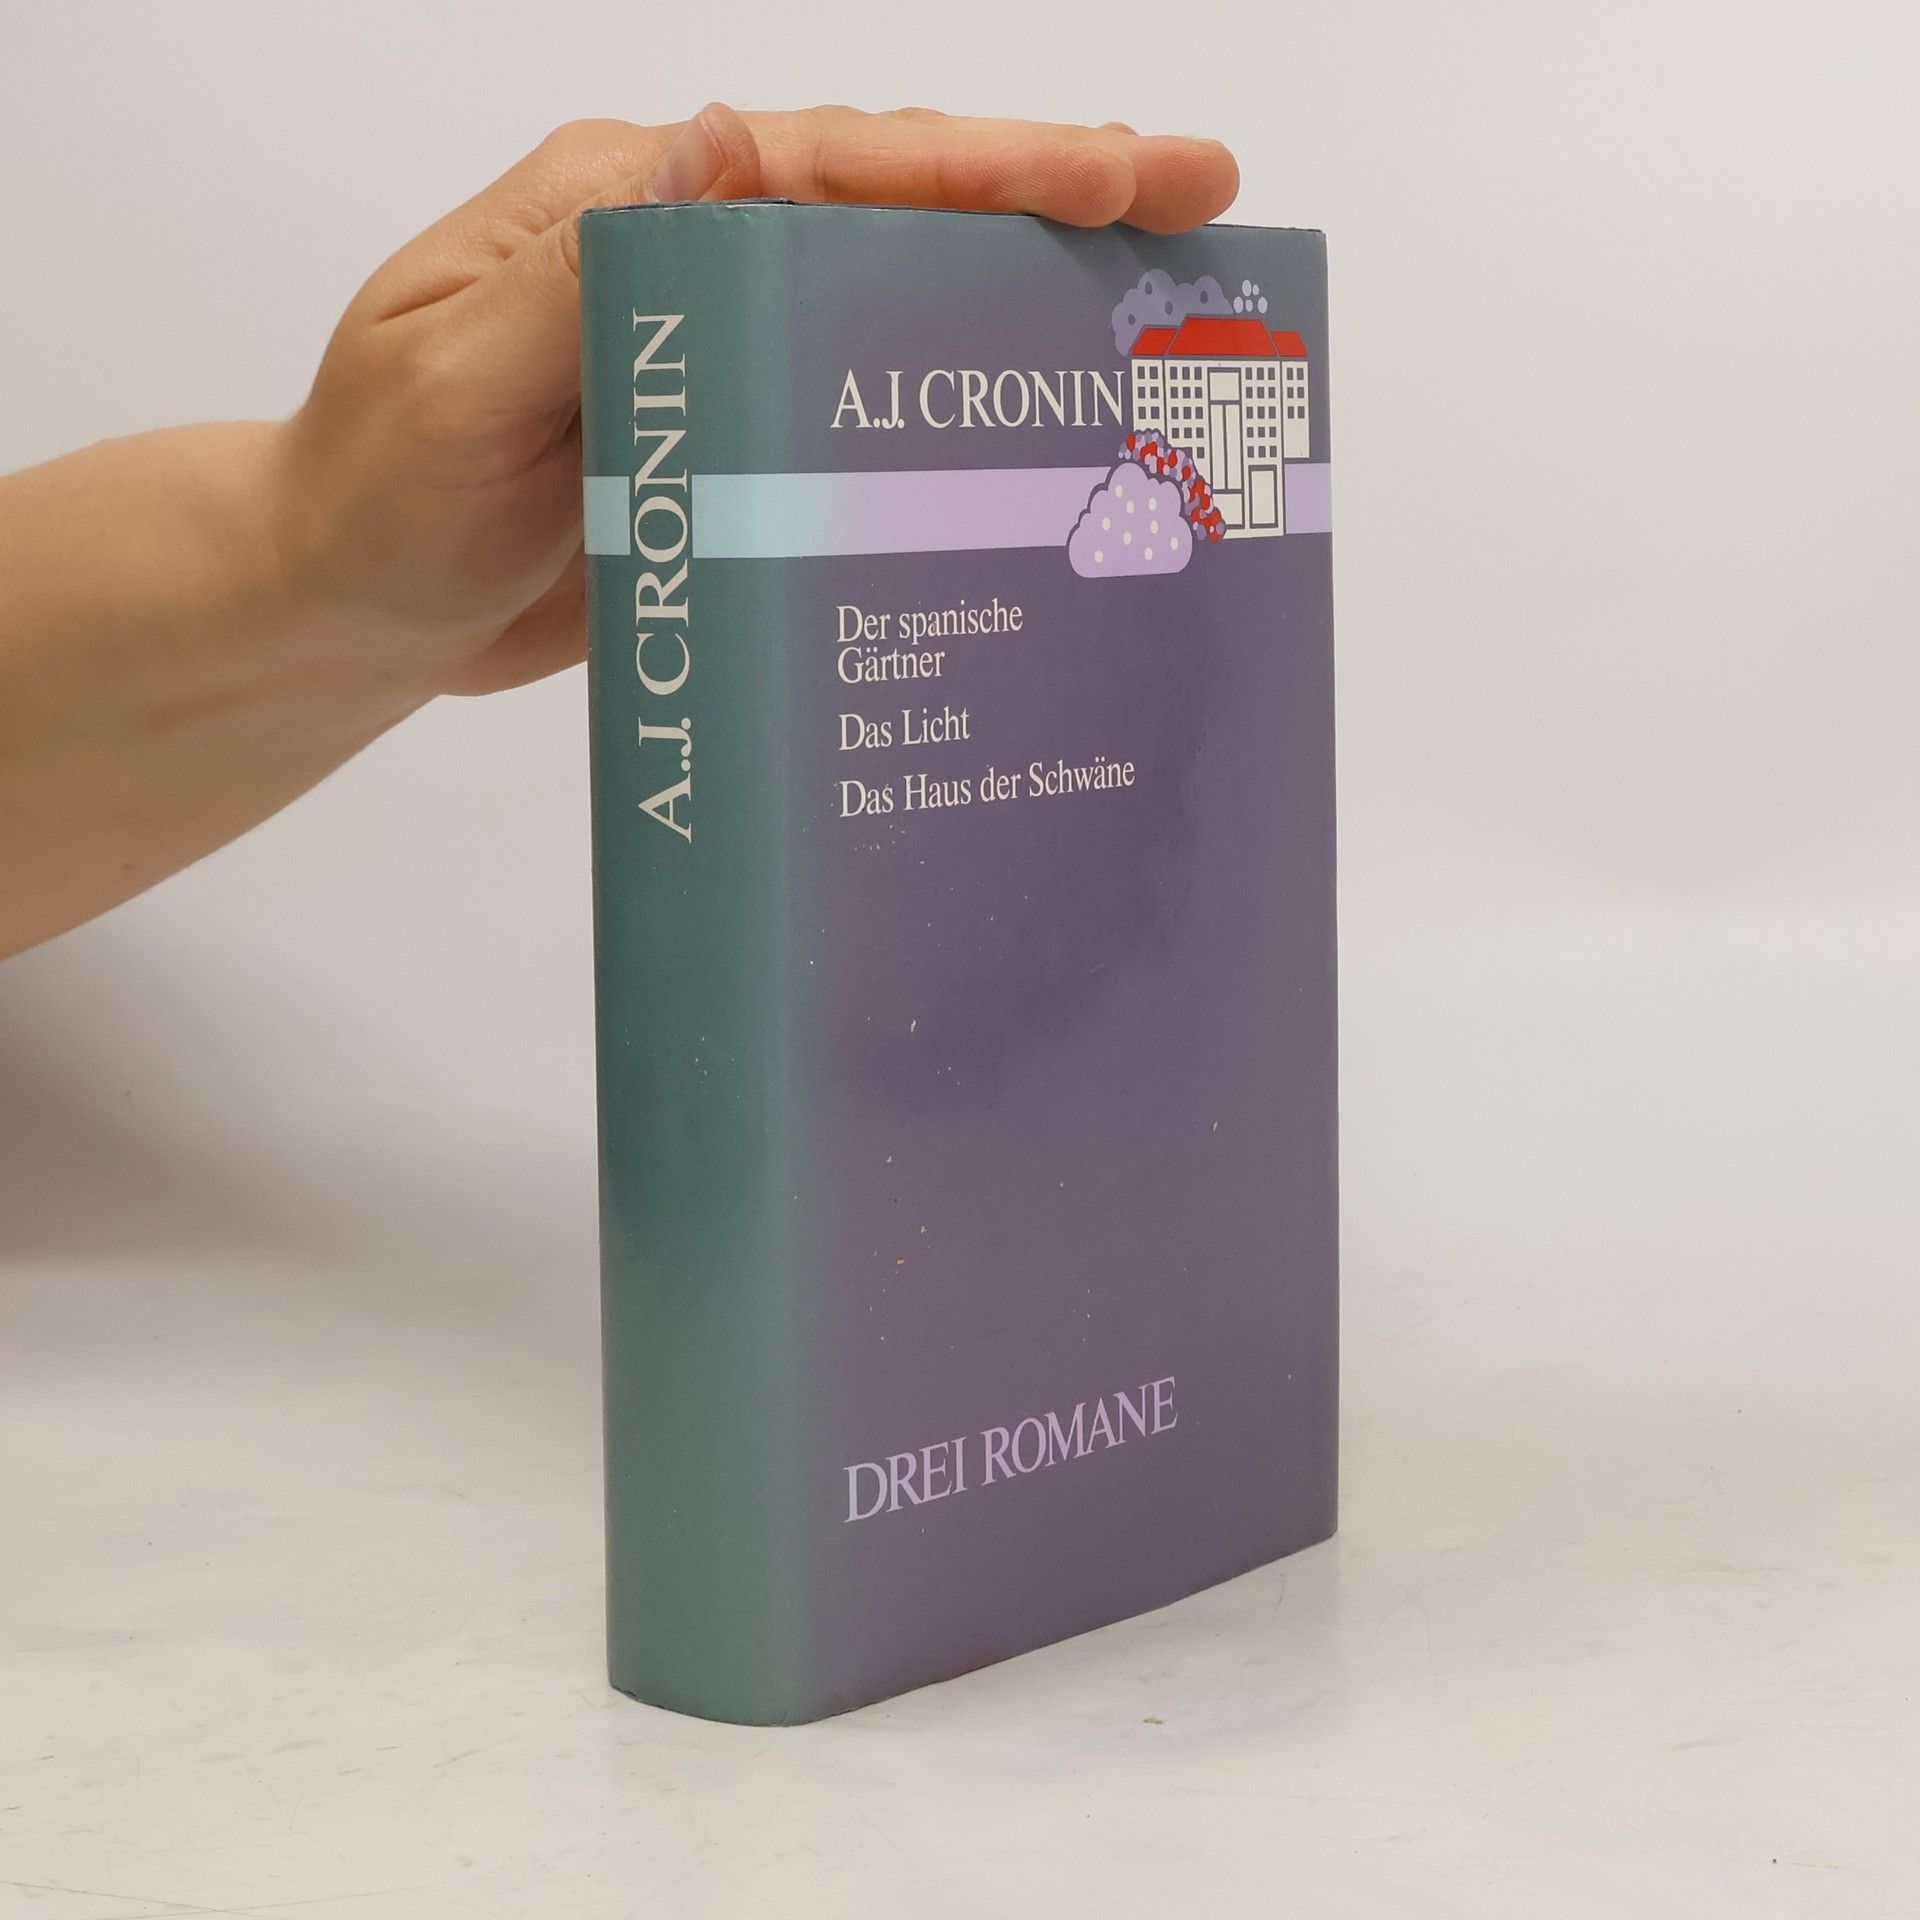 A.J. CRONIN
A.J. CRONIN
Der spanische
Gärtner
Das Licht
Das Haus der Schwäne
DREI ROMANE